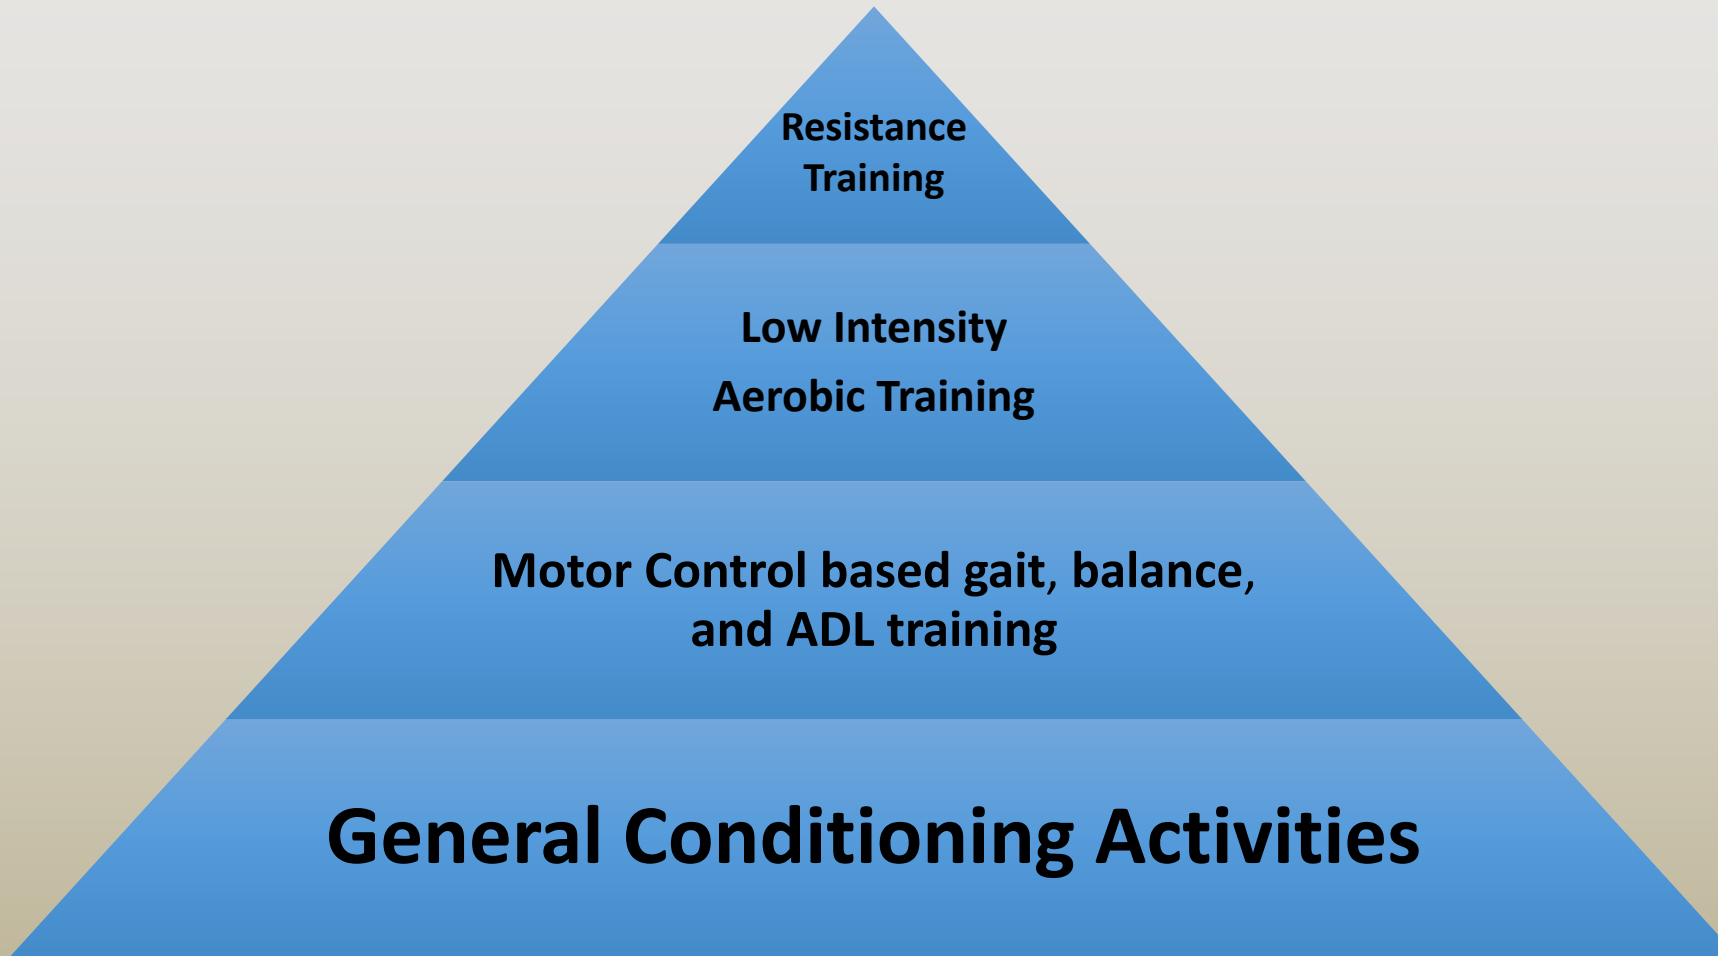 Resistance
Training
Low Intensity
Aerobic Training
Motor Control based gait, balance,
and ADL training
General Conditioning Activities